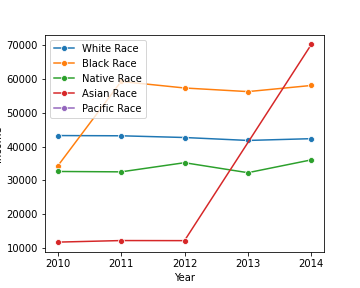 White Race
Black Race
Native Race
Asian Race
Pacific Race
70000
60000
50000
40000
30000
20000
10000
2010 2011 2012 2013 2014
Year